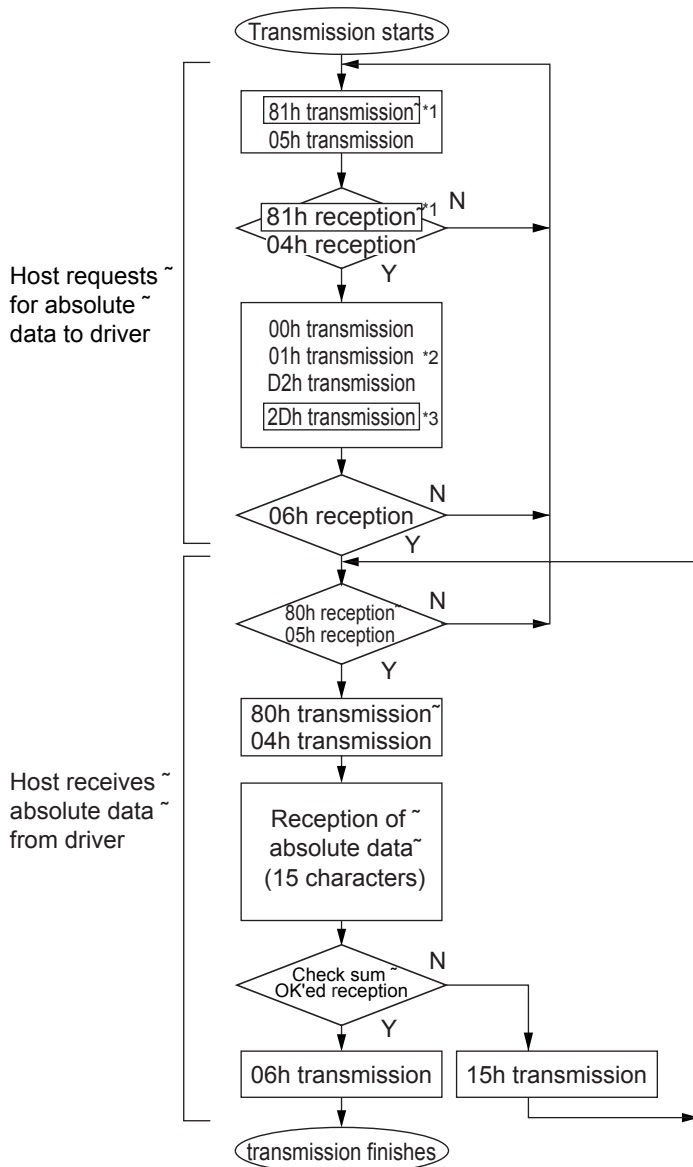 Transmission starts
81h transmission˜ *1
05h transmission
81h reception˜ *1
N
04h reception
Y
Host requests ˜
for absolute ˜
data to driver
00h transmission
01h transmission *2
D2h transmission
2Dh transmission *3
N
06h reception
Y
80h reception˜
N
05h reception
Y
80h transmission˜
04h transmission
Host receives ˜
absolute data ˜
from driver
Reception of ˜
absolute data˜
(15 characters)
N
Check sum ˜
OK'ed reception
Y
06h transmission
15h transmission
transmission finishes